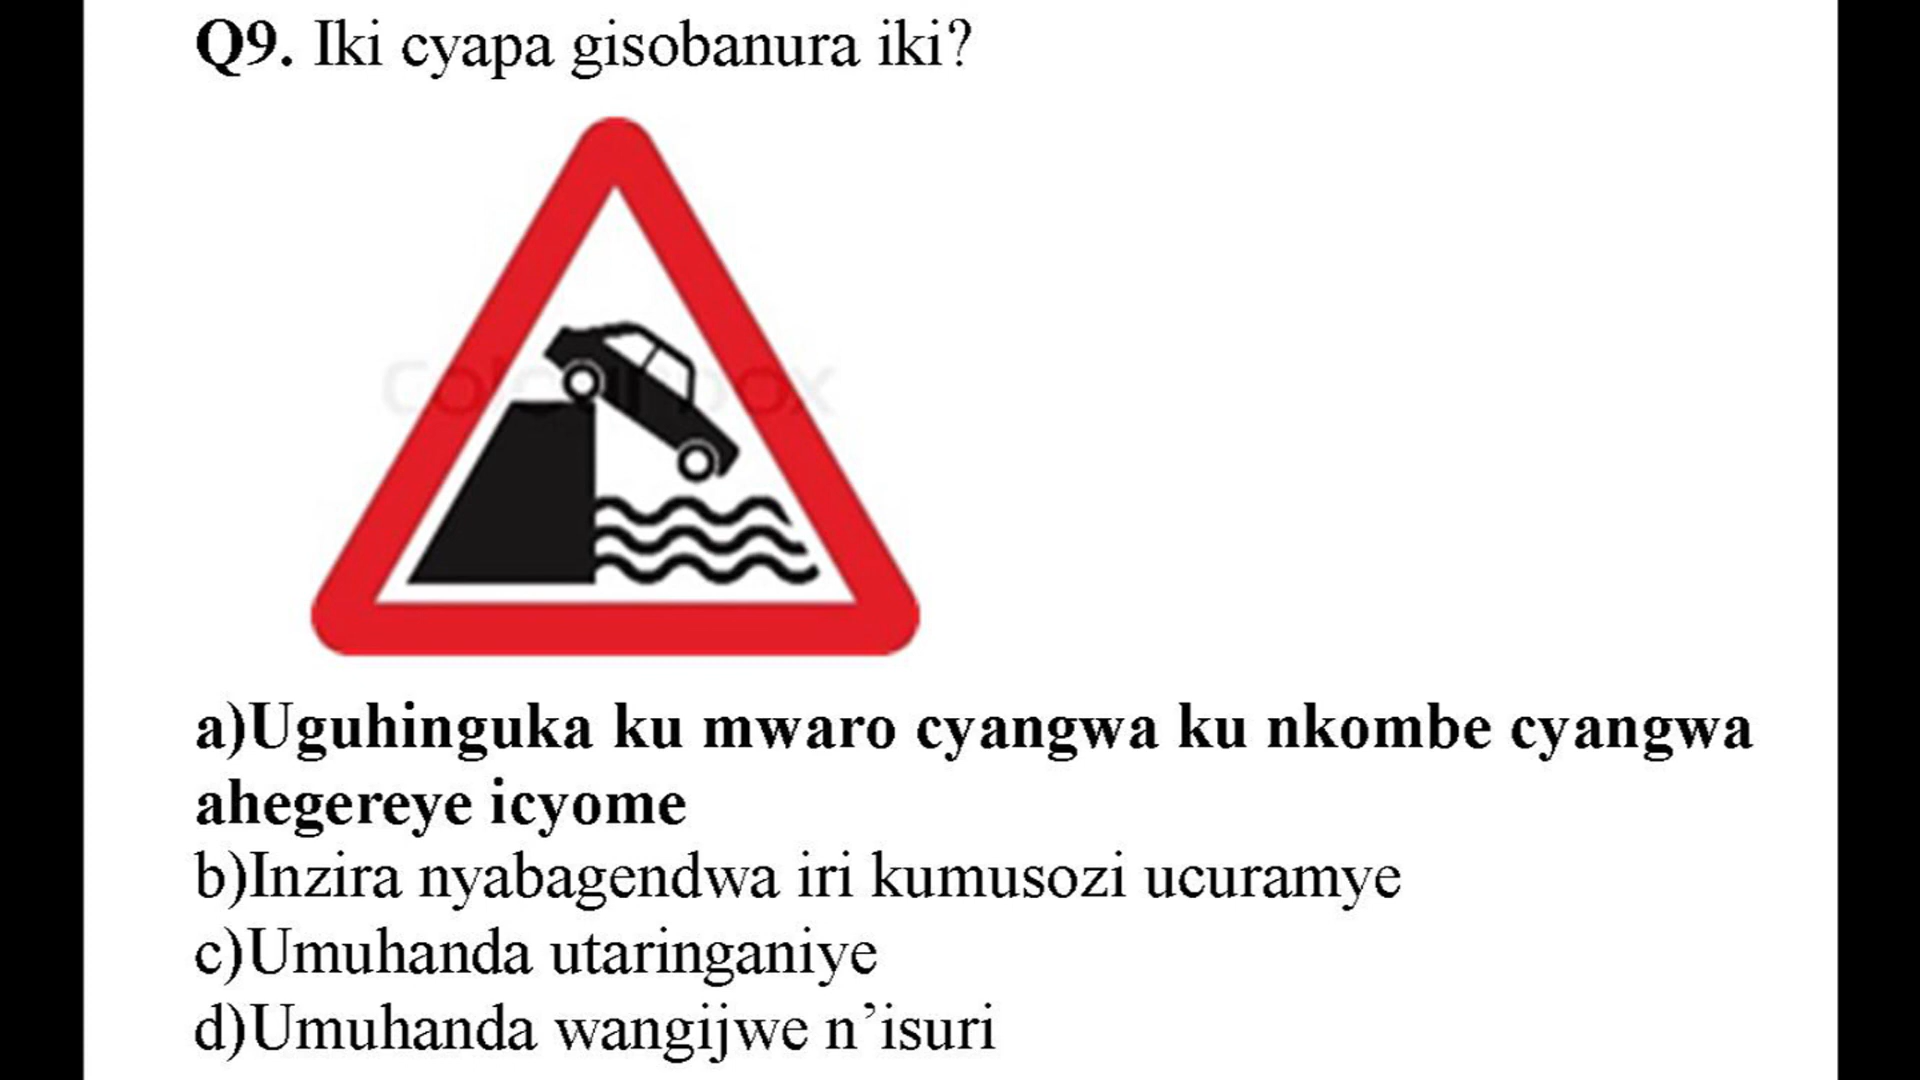 Q9. Iki cyapa gisobanura iki?
colourbox
a)Uguhinguka ku mwaro cyangwa ku nkombe cyangwa
ahegereye icyome
b)Inzira nyabagendwa iri kumusozi ucuramye
c)Umuhanda utaringaniye
d)Umuhanda wangijwe n’isuri